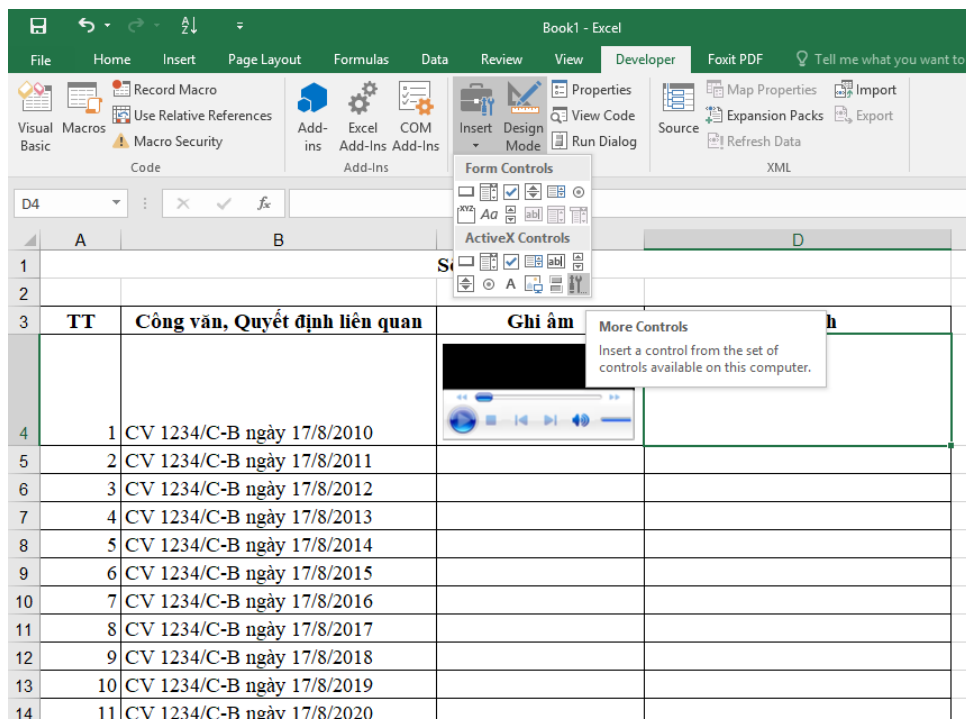 Book1 - Excel
File Home Insert Page Layout Formulas Data Review View Developer Foxit PDF Tell me what you want to
Visual Basic
Macros
Record Macro
Use Relative References
Macro Security
Code
Add-ins
Excel Add-Ins
COM Add-Ins
Add-Ins
Insert
Design Mode
Properties
View Code
Run Dialog
Source
Map Properties
Expansion Packs
Refresh Data
Import
Export
XML
Form Controls
XYZ Aa ab|
ActiveX Controls
ab|
A
D4 fx
A B D
1
2
3 TT Công văn, Quyết định liên quan Ghi âm h
More Controls
Insert a control from the set of
controls available on this computer.
4 1 CV 1234/C-B ngày 17/8/2010
5 2 CV 1234/C-B ngày 17/8/2011
6 3 CV 1234/C-B ngày 17/8/2012
7 4 CV 1234/C-B ngày 17/8/2013
8 5 CV 1234/C-B ngày 17/8/2014
9 6 CV 1234/C-B ngày 17/8/2015
10 7 CV 1234/C-B ngày 17/8/2016
11 8 CV 1234/C-B ngày 17/8/2017
12 9 CV 1234/C-B ngày 17/8/2018
13 10 CV 1234/C-B ngày 17/8/2019
14 11 CV 1234/C-B ngày 17/8/2020